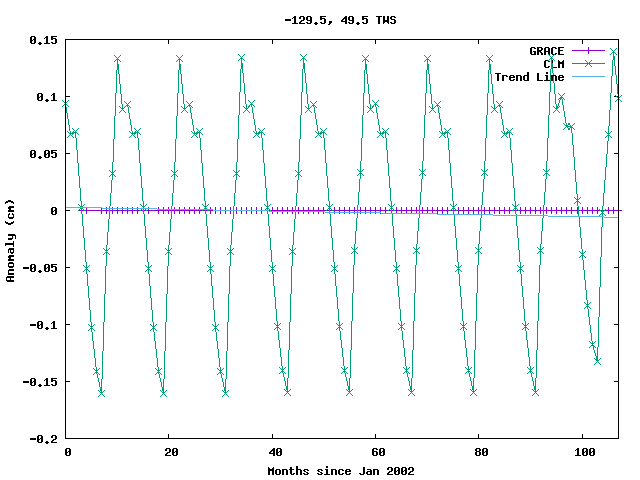 -129.5, 49.5 TWS
GRACE
CLM
Trend Line
0.15
0.1
0.05
0
-0.05
-0.1
-0.15
-0.2
Anomaly (cm)
0 20 40 60 80 100
Months since Jan 2002